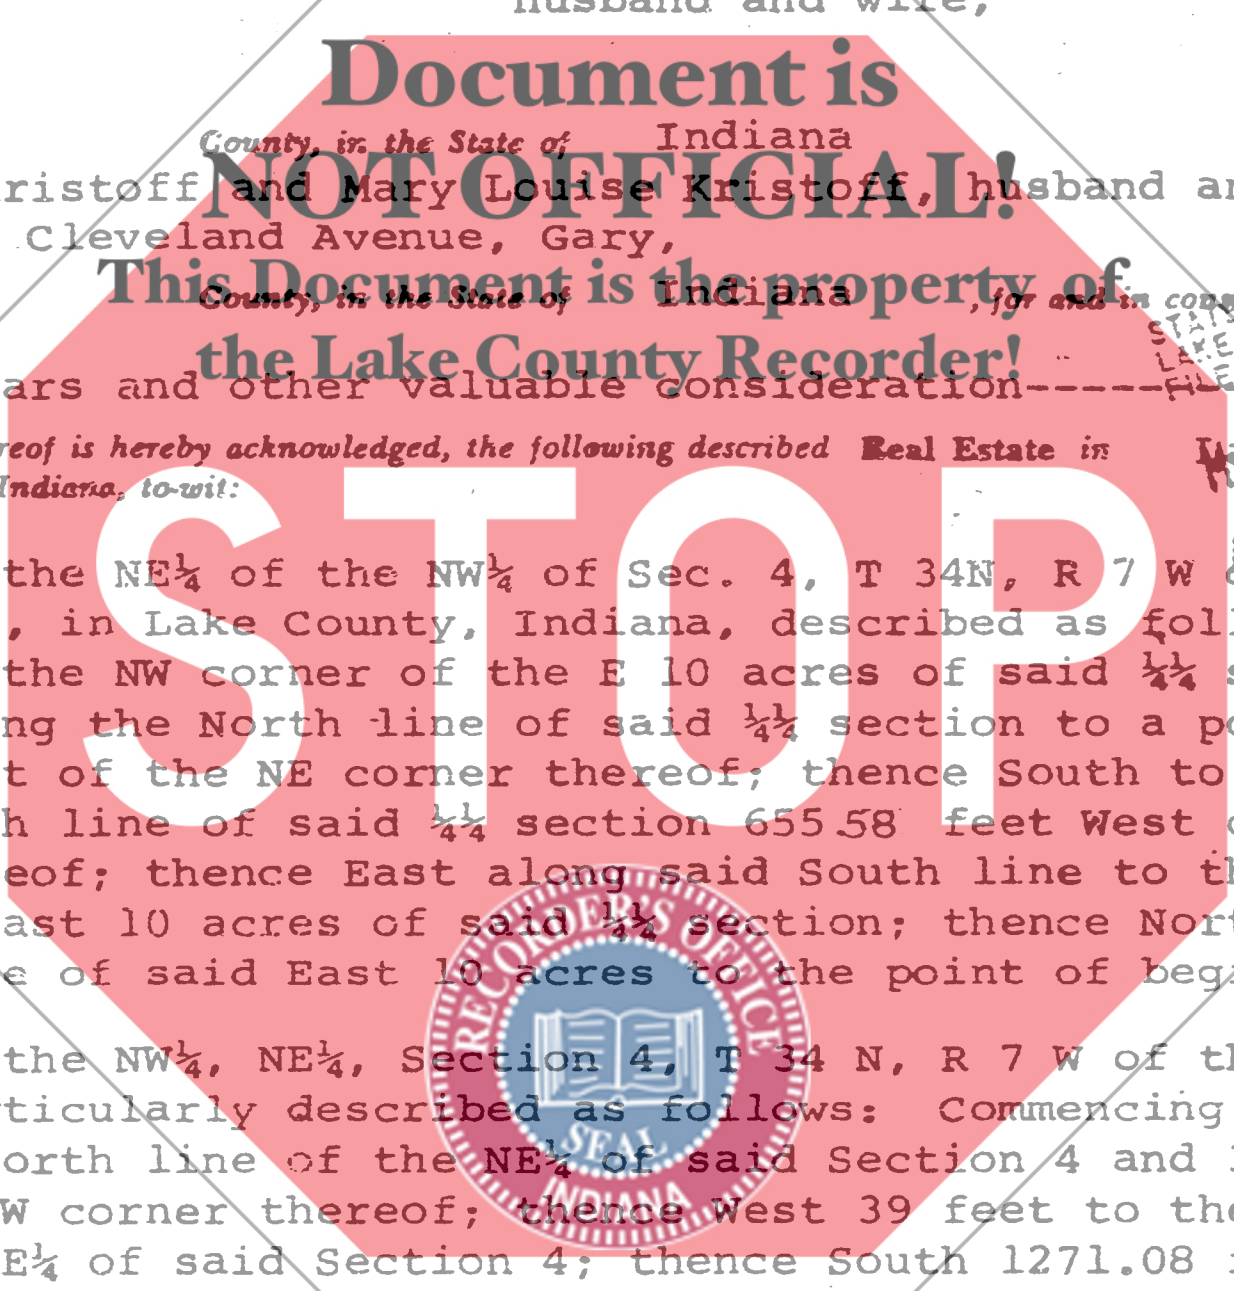 husband and wife,
Document is
County, in the State of Indiana
NOT OFFICIAL!
ristoff and Mary Louise Kristoff, husband an
Cleveland Avenue, Gary,
This Document is the property of
County, in the State of Indiana , for and in
the Lake County Recorder!
ars and other valuable consideration------
reof is hereby acknowledged, the following described Real Estate in
Indiana, to-wit:
STOP
the NE¼ of the NW¼ of Sec. 4, T 34N, R 7 W
, in Lake County, Indiana, described as foll
the NW corner of the E 10 acres of said ¼¼ s
ng the North line of said ¼¼ section to a po
t of the NE corner thereof; thence South to
h line of said ¼¼ section 655.58 feet West
eof; thence East along said South line to th
ast 10 acres of said ¼¼ section; thence Nort
e of said East 10 acres to the point of begi
RECORDER'S OFFICE
SEAL
INDIANA
the NW¼, NE¼, Section 4, T 34 N, R 7 W of th
ticularly described as follows: Commencing
orth line of the NE¼ of said Section 4 and
W corner thereof; thence West 39 feet to the
E¼ of said Section 4; thence South 1271.08